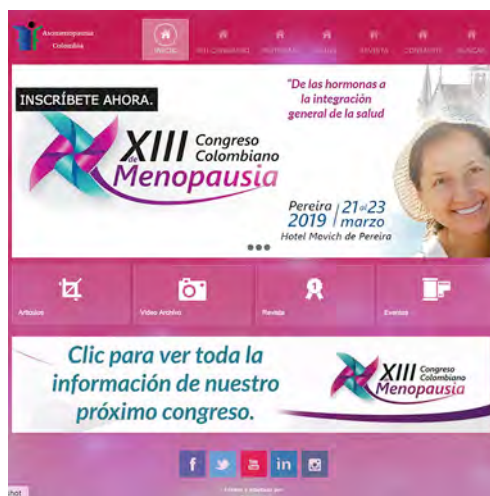 Asomenopausia
Colombia
INICIO
REVISTA
BUSCAR
INSCRÍBETE AHORA.
"De las hormonas a
la integración
general de la salud
XIII Congreso
de Colombiano
Menopausia
Pereira 21 al 23
2019 marzo
Hotel Movich de Pereira
Artículos
Video Archivo
Revista
Eventos
Clic para ver toda la
información de nuestro
próximo congreso.
XIII Congreso
Colombiano
Menopausia